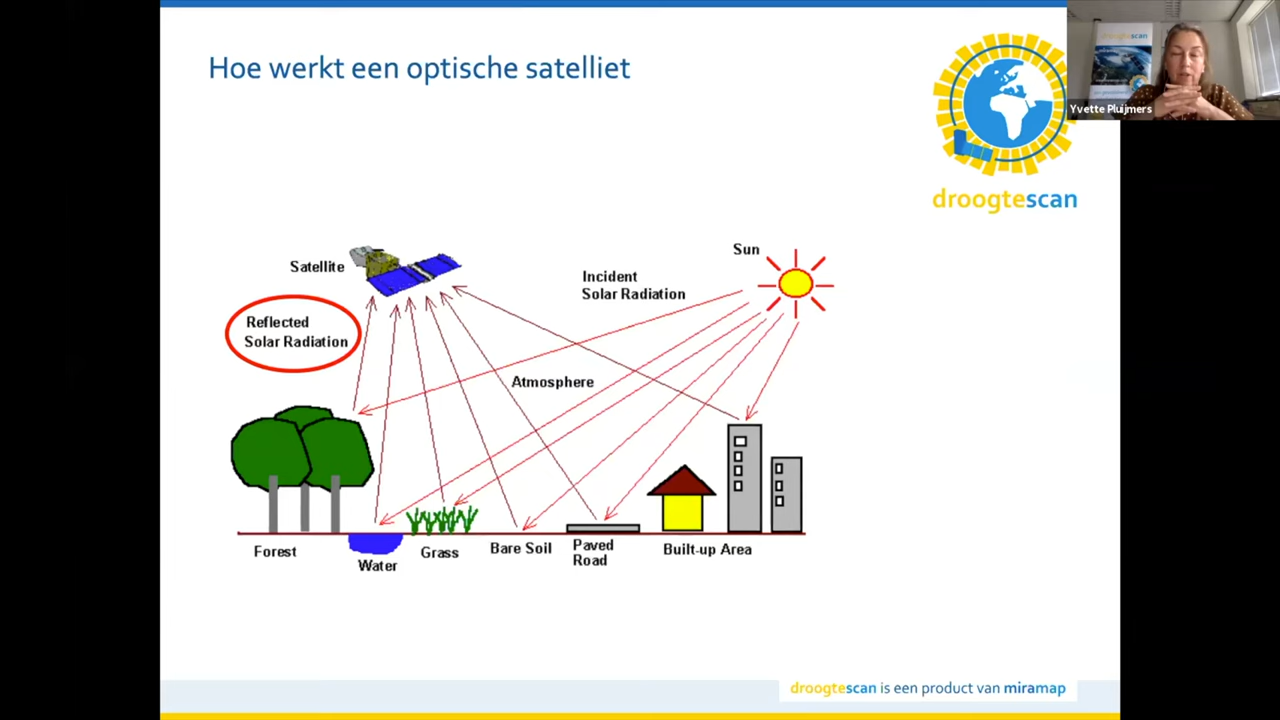 Hoe werkt een optische satelliet
droogtescan
Yvette Pluijmers
droogtescan
Sun
Satellite
Incident
Solar Radiation
Reflected
Solar Radiation
Atmosphere
Forest
Water
Grass
Bare Soil
Paved
Road
Built-up Area
droogtescan is een product van miramap